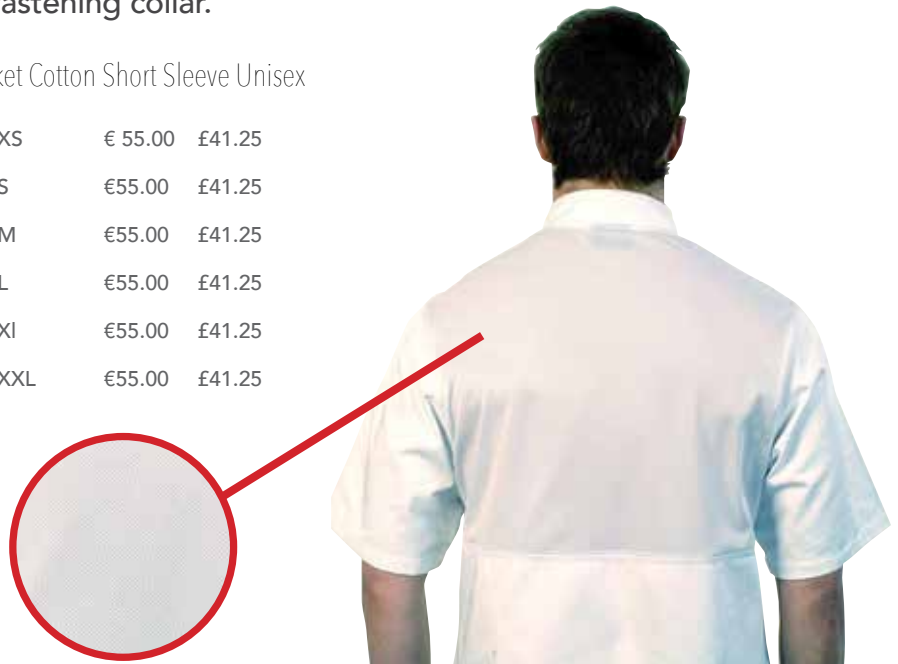 astening collar.
ket Cotton Short Sleeve Unisex
XS € 55.00 £41.25
S €55.00 £41.25
M €55.00 £41.25
L €55.00 £41.25
Xl €55.00 £41.25
XXL €55.00 £41.25